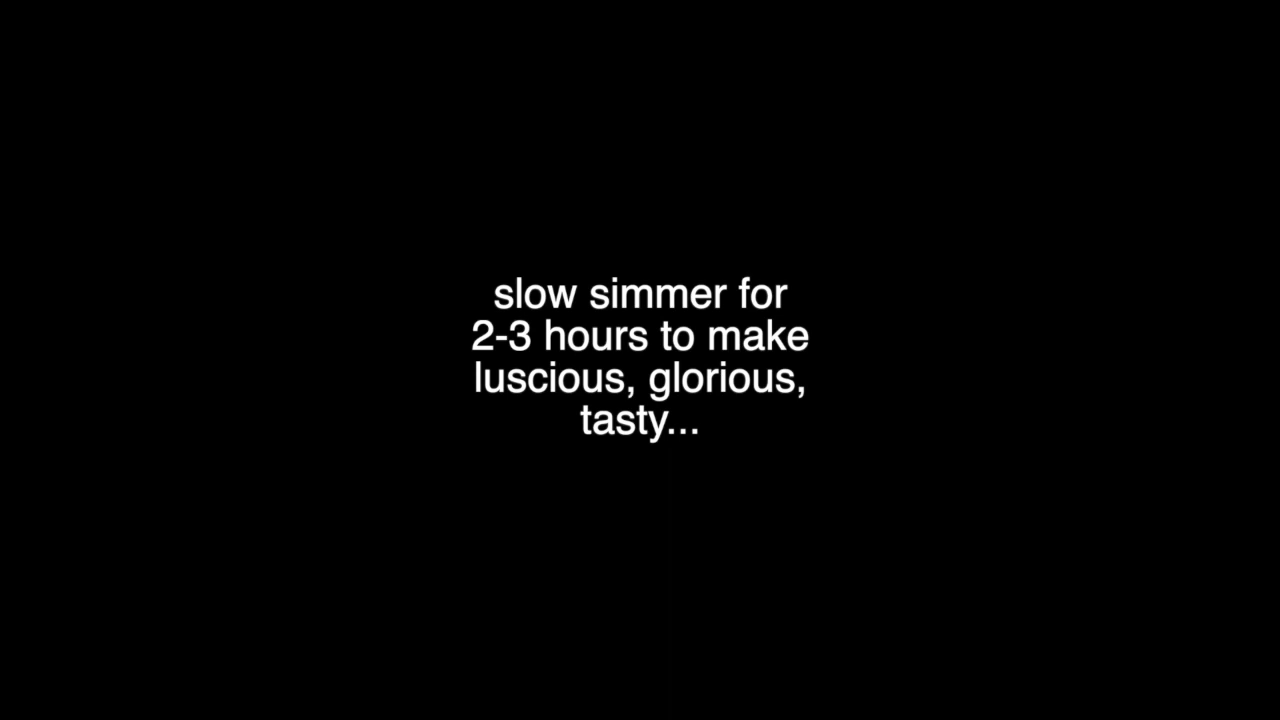 slow simmer for
2-3 hours to make
luscious, glorious,
tasty...